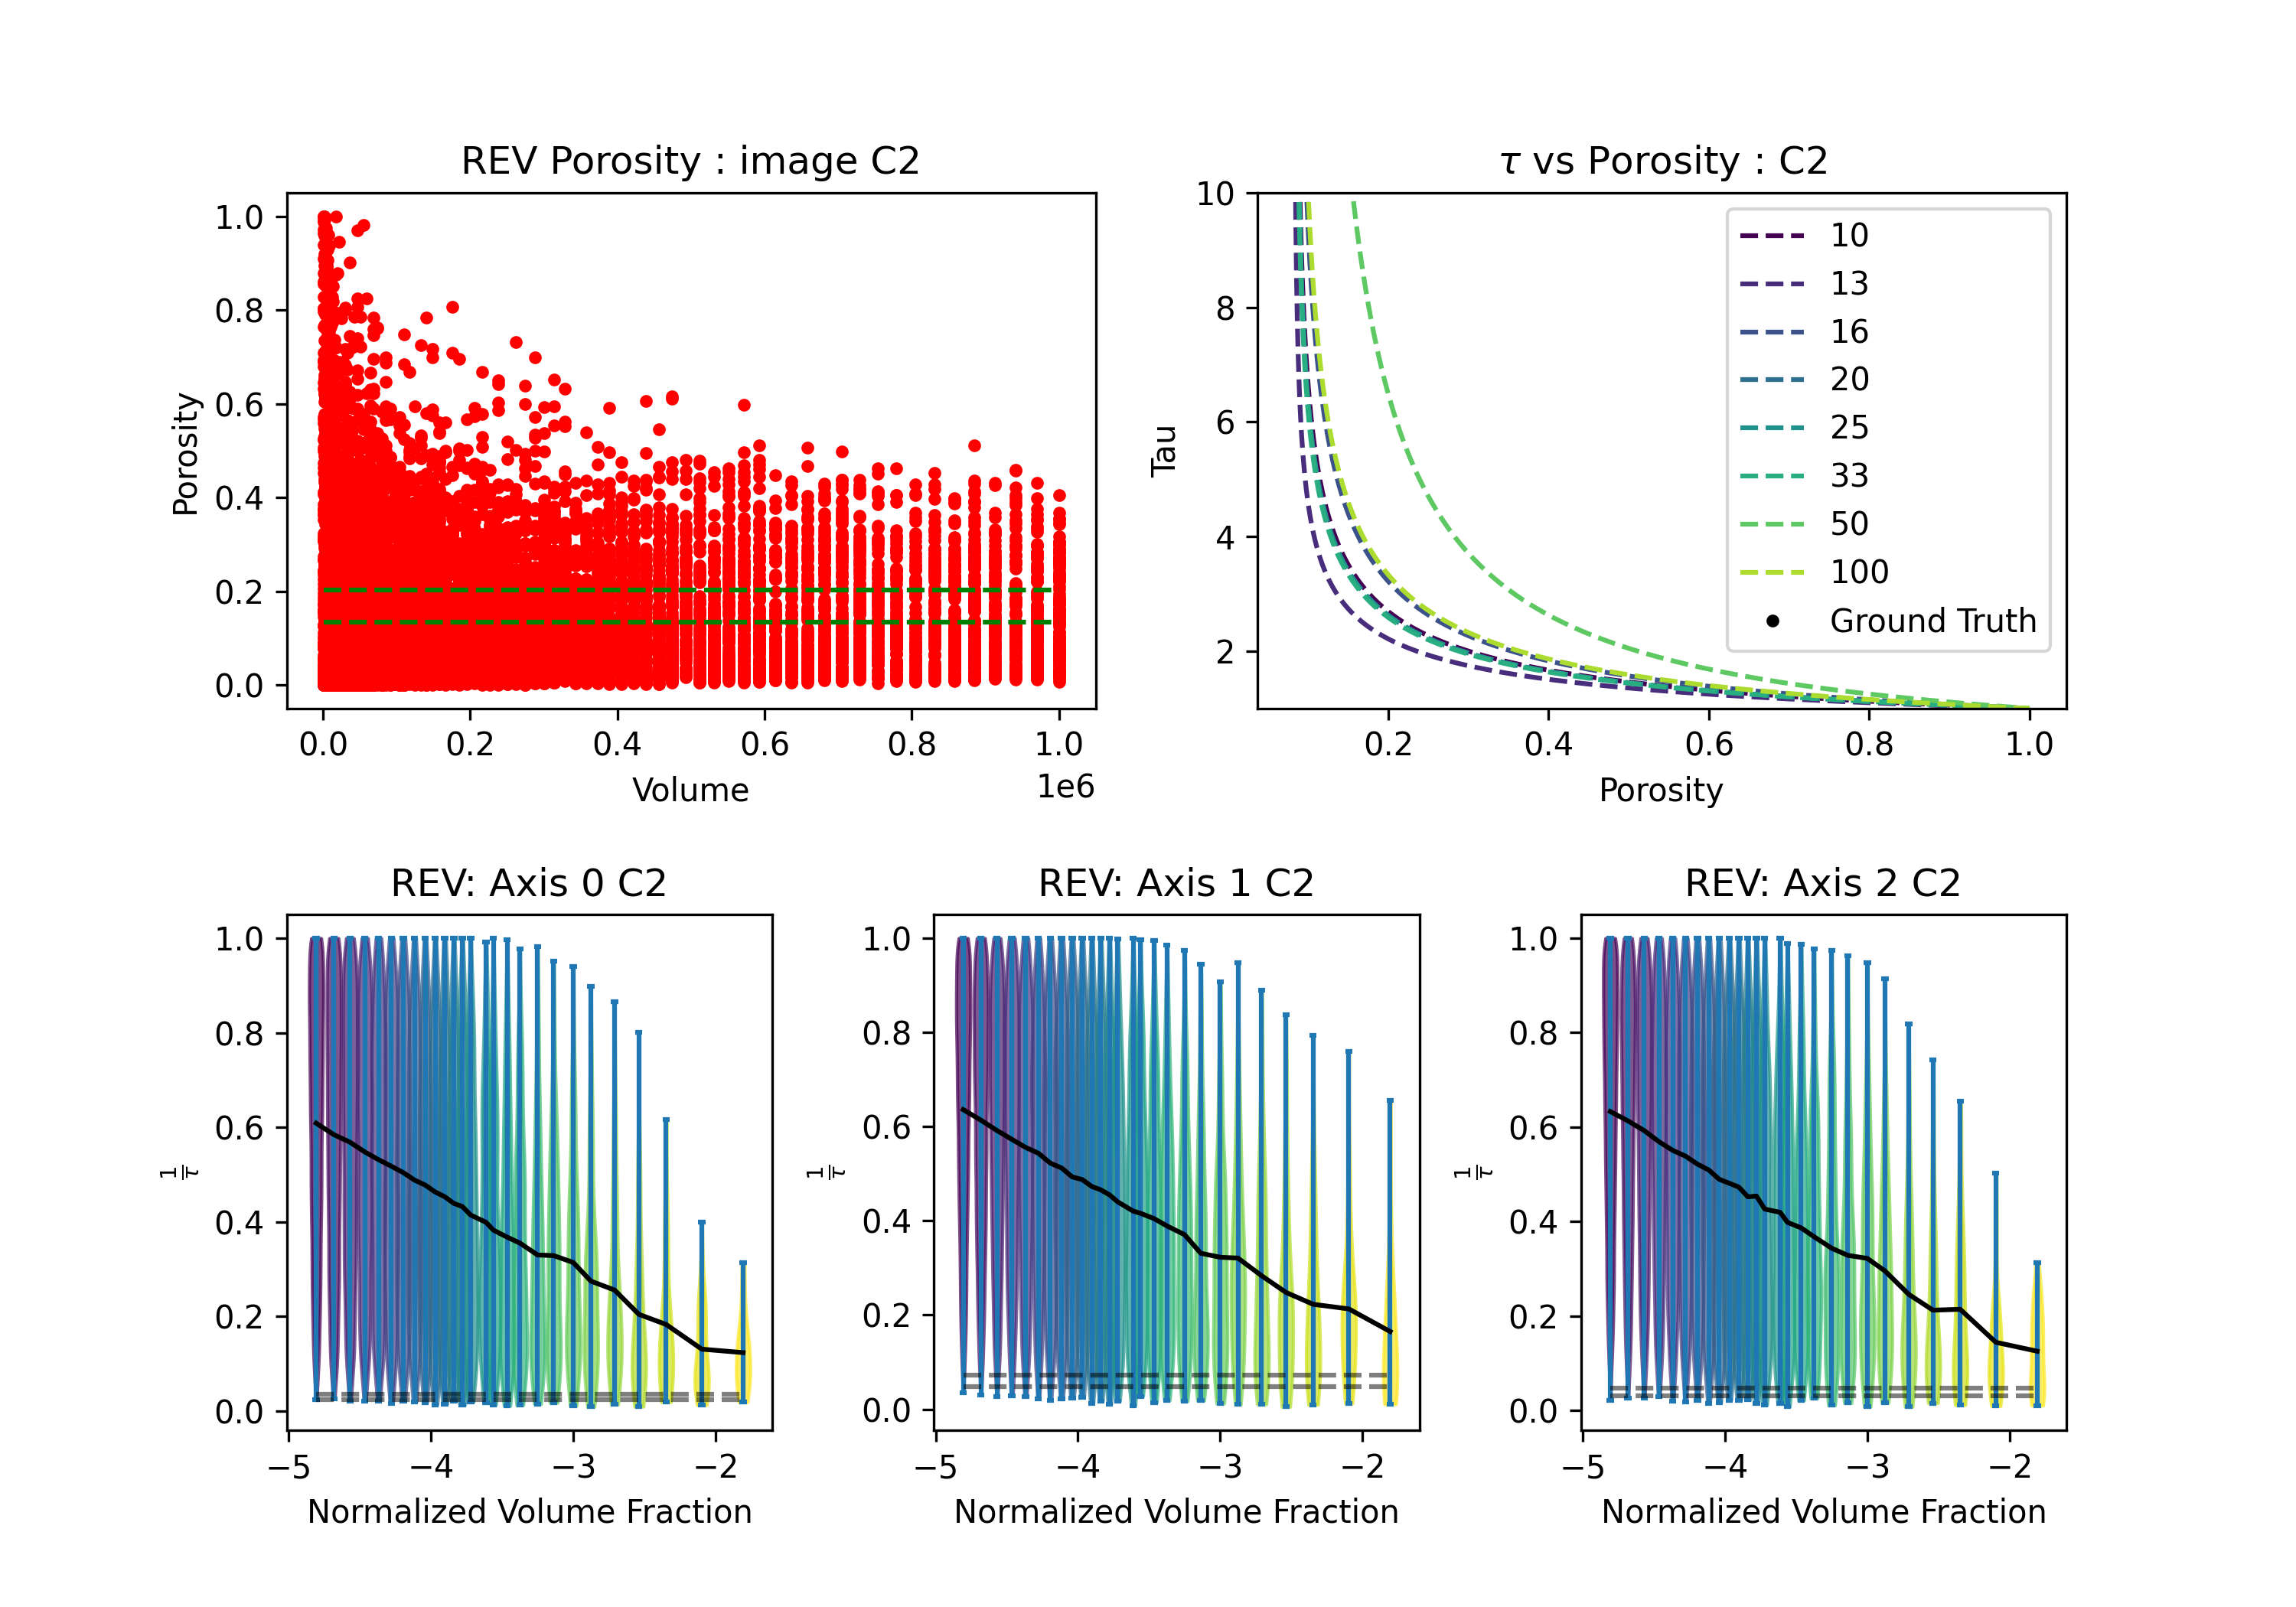 REV Porosity : image C2
Porosity
1.0
0.8
0.6
0.4
0.2
0.0
0.0 0.2 0.4 0.6 0.8 1.0
1e6
Volume
τ vs Porosity : C2
Tau
10
8
6
4
2
0.2 0.4 0.6 0.8 1.0
Porosity
10
13
16
20
25
33
50
100
Ground Truth
REV: Axis 0 C2
1/τ
1.0
0.8
0.6
0.4
0.2
0.0
−5 −4 −3 −2
Normalized Volume Fraction
REV: Axis 1 C2
1/τ
1.0
0.8
0.6
0.4
0.2
0.0
−5 −4 −3 −2
Normalized Volume Fraction
REV: Axis 2 C2
1/τ
1.0
0.8
0.6
0.4
0.2
0.0
−5 −4 −3 −2
Normalized Volume Fraction